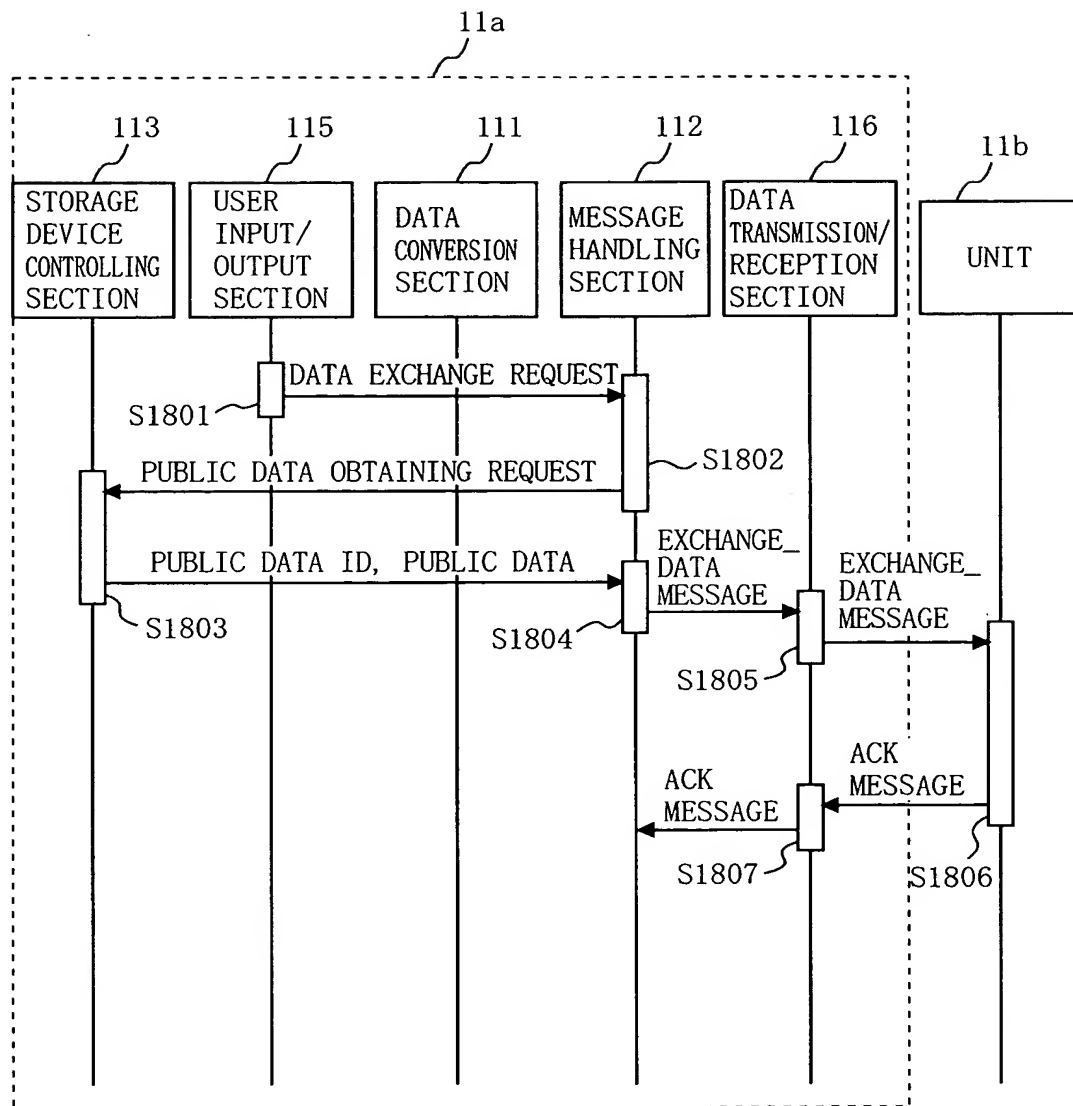 11a
113
115
111
112
116
11b
STORAGE
DEVICE
CONTROLLING
SECTION
USER
INPUT/
OUTPUT
SECTION
DATA
CONVERSION
SECTION
MESSAGE
HANDLING
SECTION
DATA
TRANSMISSION/
RECEPTION
SECTION
UNIT
DATA EXCHANGE REQUEST
S1801
S1802
PUBLIC DATA OBTAINING REQUEST
PUBLIC DATA ID, PUBLIC DATA
S1803
EXCHANGE_
DATA
MESSAGE
S1804
EXCHANGE_
DATA
MESSAGE
S1805
ACK
MESSAGE
S1806
ACK
MESSAGE
S1807